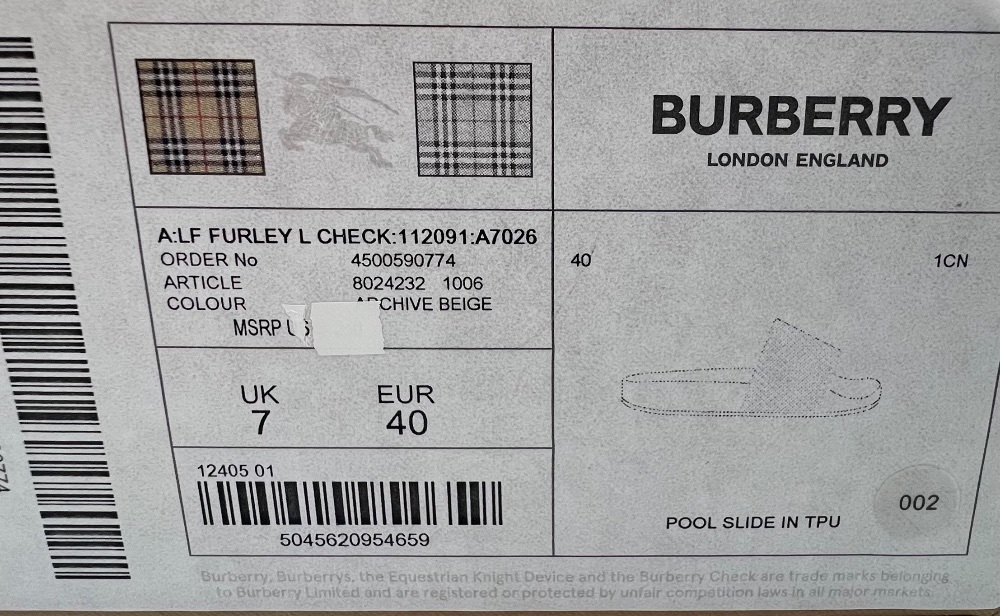 BURBERRY
LONDON ENGLAND
A:LF FURLEY L CHECK:112091:A7026
ORDER No 4500590774
ARTICLE 8024232 1006
COLOUR ARCHIVE BEIGE
MSRP US
40 1CN
UK EUR
7 40
12405 01
5045620954659
POOL SLIDE IN TPU
002
Burberry, Burberrys, the Equestrian Knight Device and the Burberry Check are trade marks belonging
to Burberry Limited and are registered or protected by unfair competition laws in all major markets.